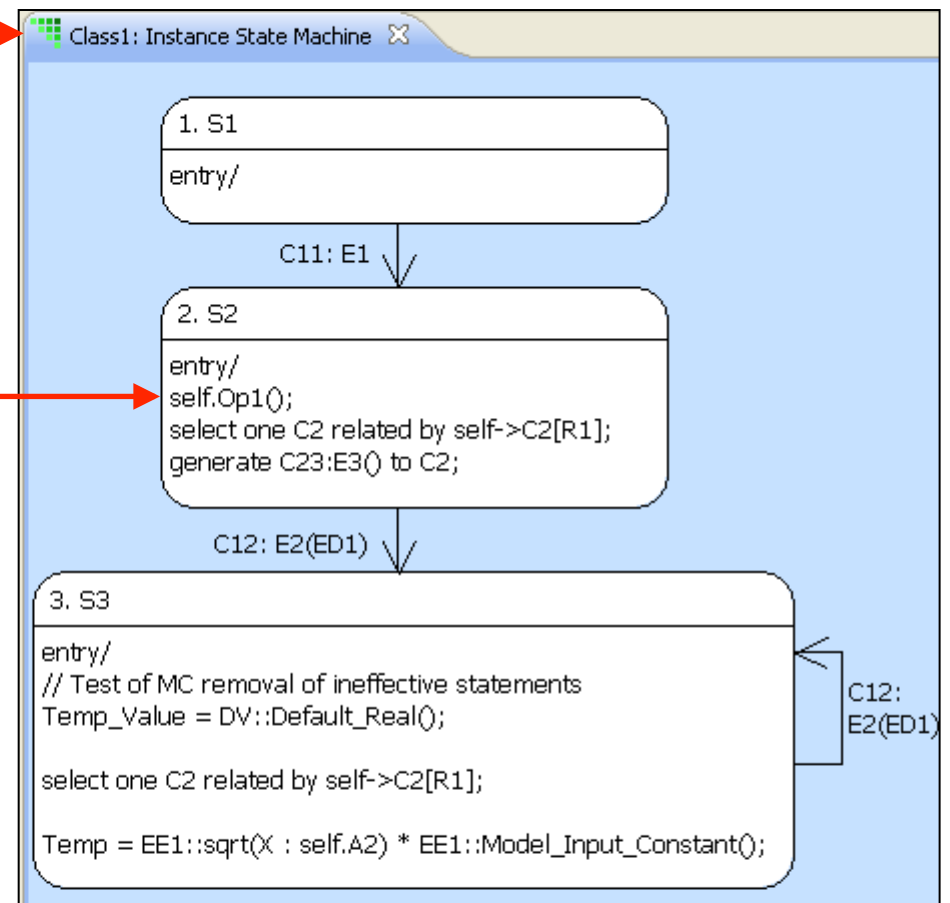 Class1: Instance State Machine
1. S1
entry/
C11: E1
2. S2
entry/
self.Op1();
select one C2 related by self->C2[R1];
generate C23:E3() to C2;
C12: E2(ED1)
3. S3
entry/
// Test of MC removal of ineffective statements
Temp_Value = DV::Default_Real();
select one C2 related by self->C2[R1];
Temp = EE1::sqrt(X : self.A2) * EE1::Model_Input_Constant();
C12:
E2(ED1)